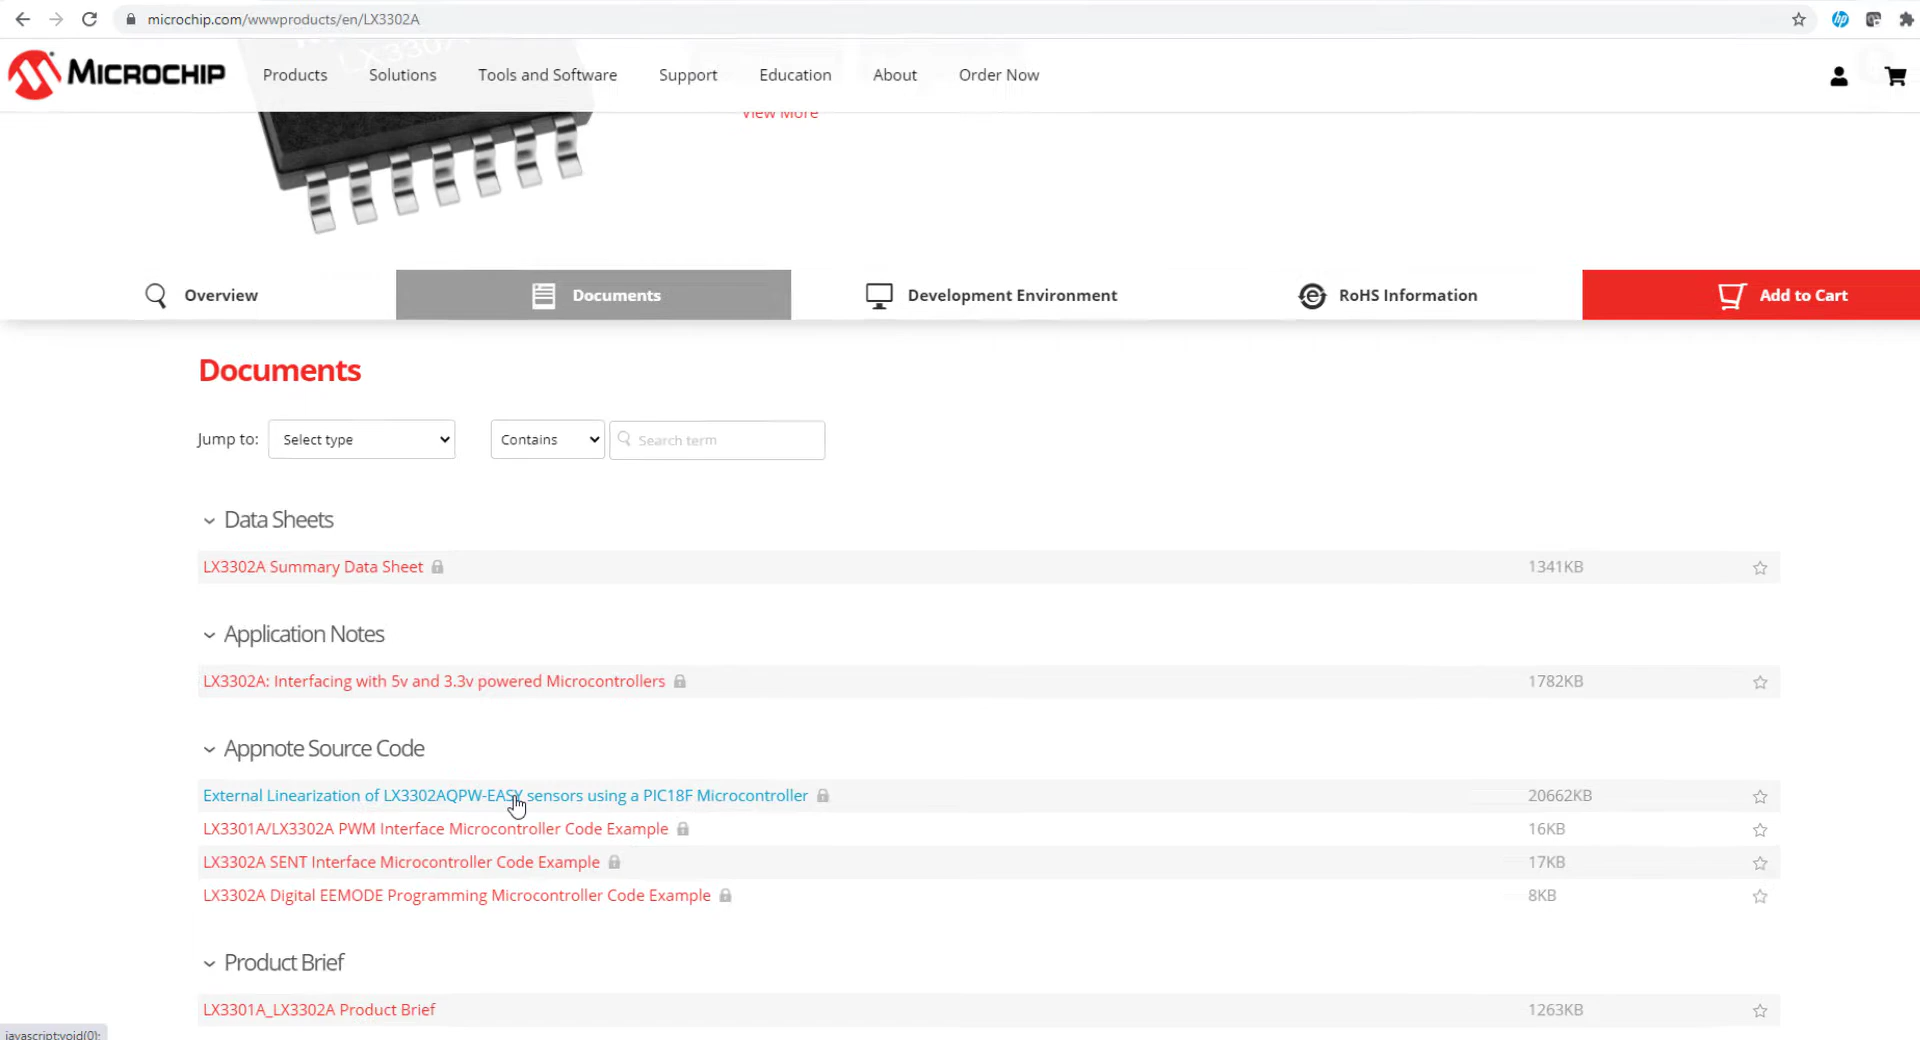 microchip.com/wwwproducts/en/LX3302A
LX330
MICROCHIP Products Solutions Tools and Software Support Education About Order Now
View More
Overview Documents Development Environment RoHS Information Add to Cart
Documents
Jump to: Select type Contains Search term
Data Sheets
LX3302A Summary Data Sheet 1341KB
Application Notes
LX3302A: Interfacing with 5v and 3.3v powered Microcontrollers 1782KB
Appnote Source Code
External Linearization of LX3302AQPW-EASY sensors using a PIC18F Microcontroller 20662KB
LX3301A/LX3302A PWM Interface Microcontroller Code Example 16KB
LX3302A SENT Interface Microcontroller Code Example 17KB
LX3302A Digital EEMODE Programming Microcontroller Code Example 8KB
Product Brief
LX3301A_LX3302A Product Brief 1263KB
javascript:void(0);